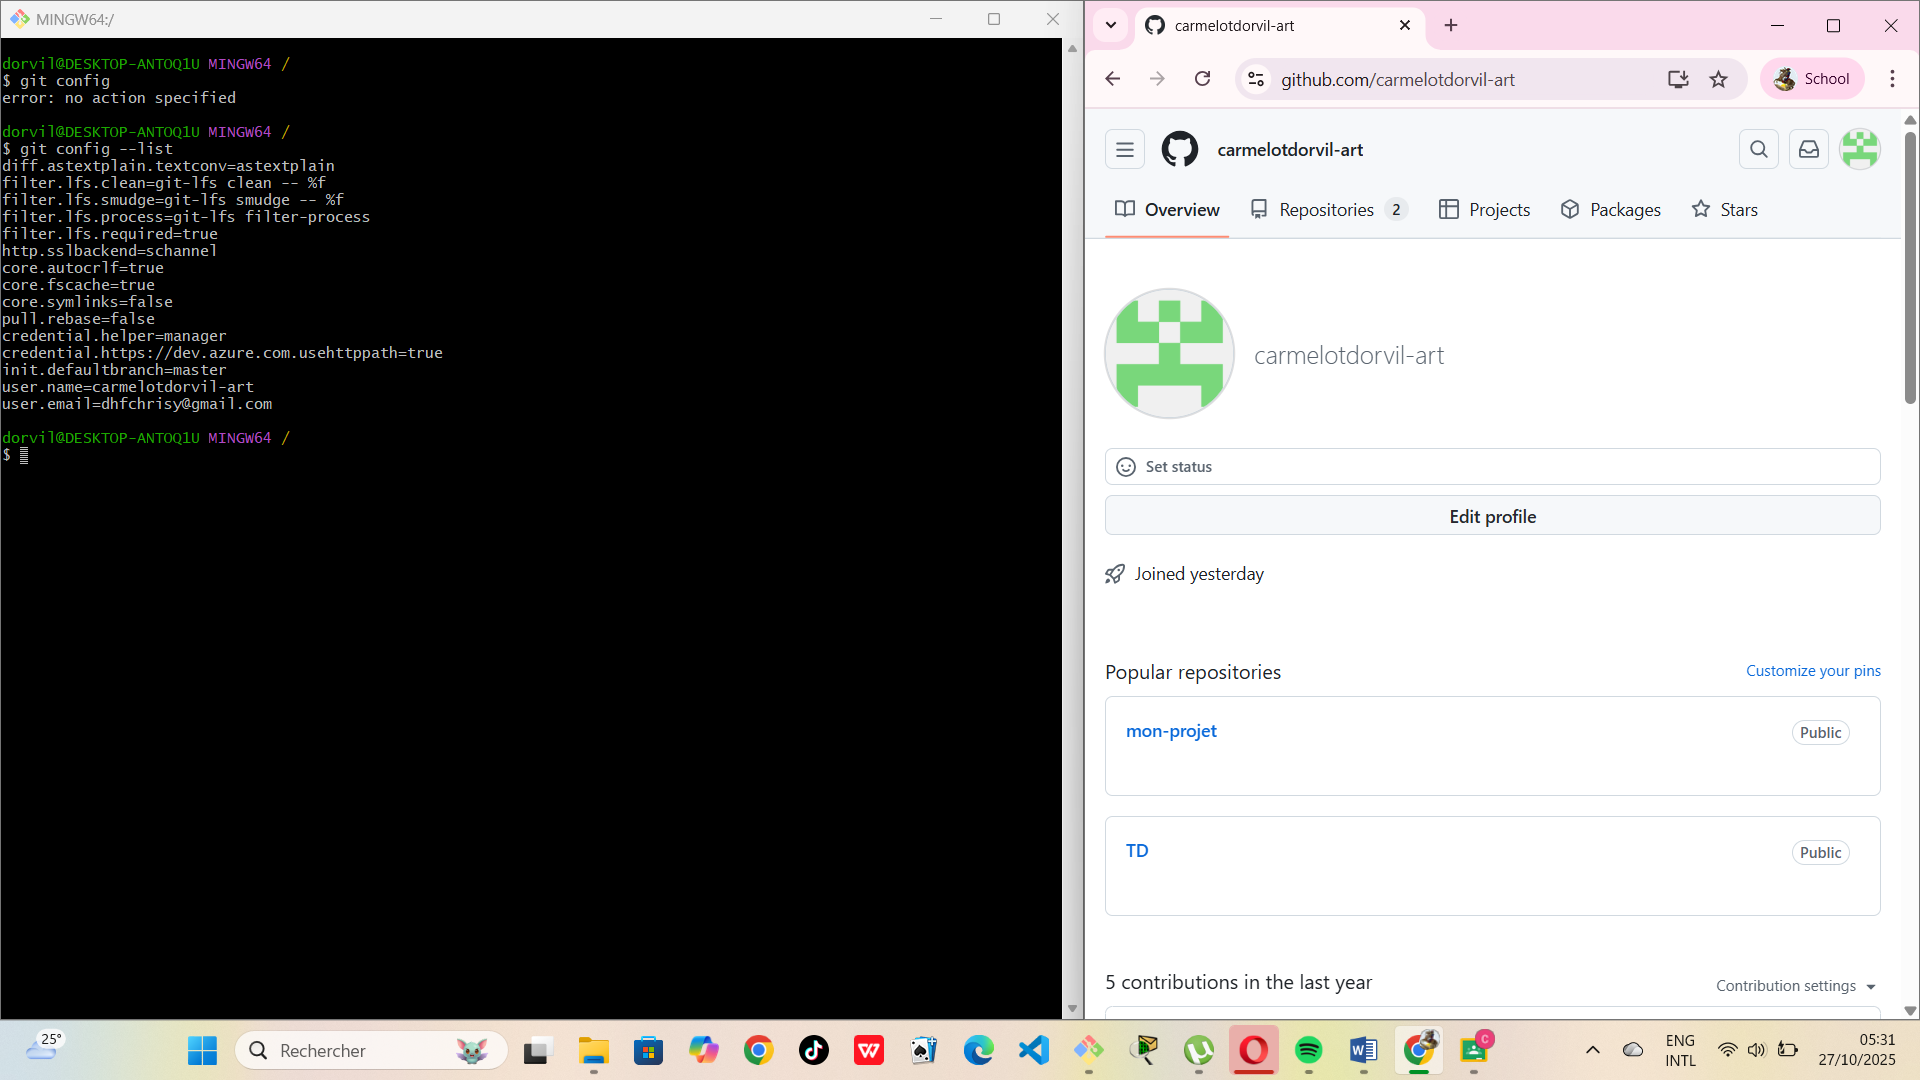 MINGW64:/
dorvil@DESKTOP-ANTOQ1U MINGW64 /
$ git config
error: no action specified
dorvil@DESKTOP-ANTOQ1U MINGW64 /
$ git config --list
diff.astextplain.textconv=astextplain
filter.lfs.clean=git-lfs clean -- %f
filter.lfs.smudge=git-lfs smudge -- %f
filter.lfs.process=git-lfs filter-process
filter.lfs.required=true
http.sslbackend=schannel
core.autocrlf=true
core.fscache=true
core.symlinks=false
pull.rebase=false
credential.helper=manager
credential.https://dev.azure.com.usehttppath=true
init.defaultbranch=master
user.name=carmelotdorvil-art
user.email=dhfchrisy@gmail.com
dorvil@DESKTOP-ANTOQ1U MINGW64 /
$
carmelotdorvil-art
github.com/carmelotdorvil-art
School
carmelotdorvil-art
Overview
Repositories 2
Projects
Packages
Stars
carmelotdorvil-art
Set status
Edit profile
Joined yesterday
Popular repositories
Customize your pins
mon-projet
Public
TD
Public
5 contributions in the last year
Contribution settings
25°
Rechercher
C
ENG
INTL
05:31
27/10/2025